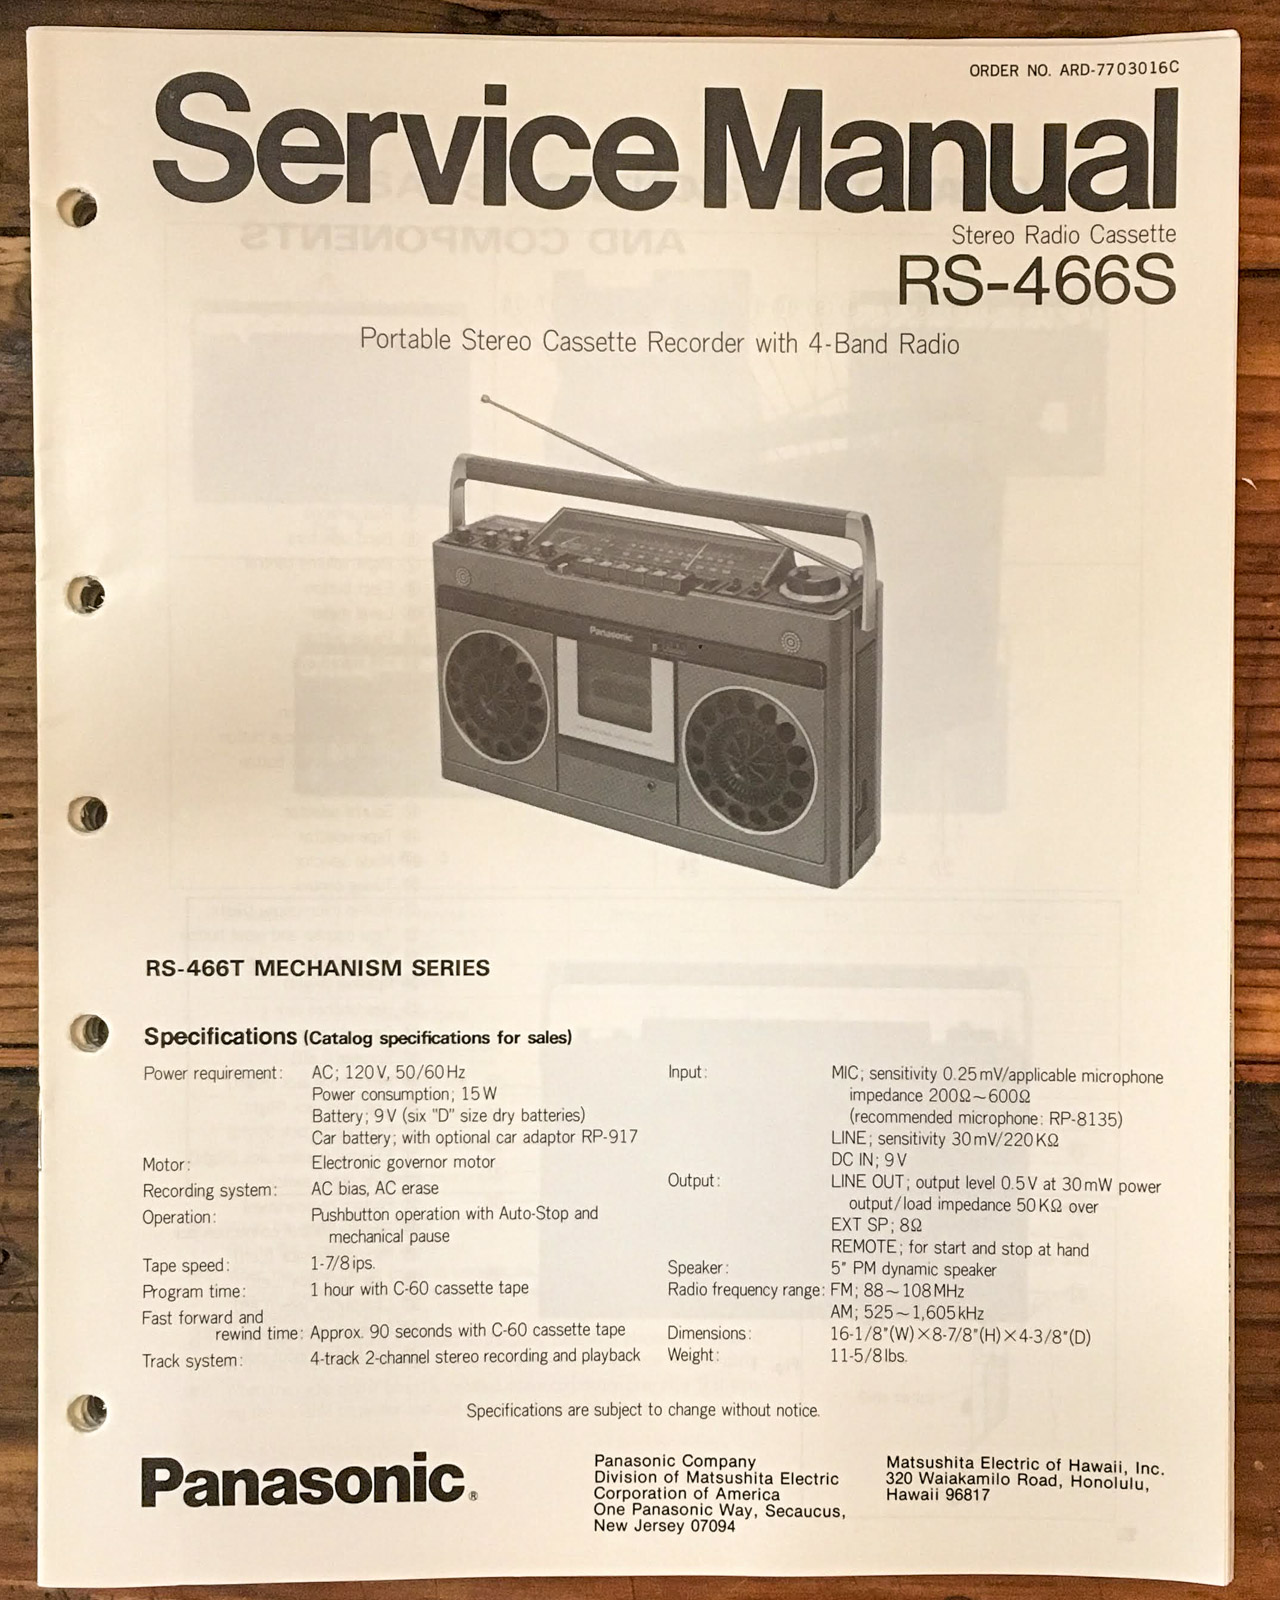 ORDER NO. ARD-7703016C
Service Manual
Stereo Radio Cassette
RS-466S
AND COMPONENTS
Portable Stereo Cassette Recorder with 4-Band Radio
Panasonic
RS-466T MECHANISM SERIES
Specifications (Catalog specifications for sales)
Power requirement: AC; 120V, 50/60Hz
Power consumption; 15W
Battery; 9V (six "D" size dry batteries)
Car battery; with optional car adaptor RP-917
Motor: Electronic governor motor
Recording system: AC bias, AC erase
Operation: Pushbutton operation with Auto-Stop and
mechanical pause
Tape speed: 1-7/8ips.
Program time: 1 hour with C-60 cassette tape
Fast forward and
rewind time: Approx. 90 seconds with C-60 cassette tape
Track system: 4-track 2-channel stereo recording and playback
Input: MIC; sensitivity 0.25mV/applicable microphone
impedance 200Ω~600Ω
(recommended microphone: RP-8135)
LINE; sensitivity 30mV/220KΩ
DC IN; 9V
Output: LINE OUT; output level 0.5V at 30mW power
output/load impedance 50KΩ over
EXT SP; 8Ω
REMOTE; for start and stop at hand
Speaker: 5" PM dynamic speaker
Radio frequency range: FM; 88~108MHz
AM; 525~1,605kHz
Dimensions: 16-1/8"(W)×8-7/8"(H)×4-3/8"(D)
Weight: 11-5/8lbs.
Specifications are subject to change without notice.
Panasonic®
Panasonic Company
Division of Matsushita Electric
Corporation of America
One Panasonic Way, Secaucus,
New Jersey 07094
Matsushita Electric of Hawaii, Inc.
320 Waiakamilo Road, Honolulu,
Hawaii 96817